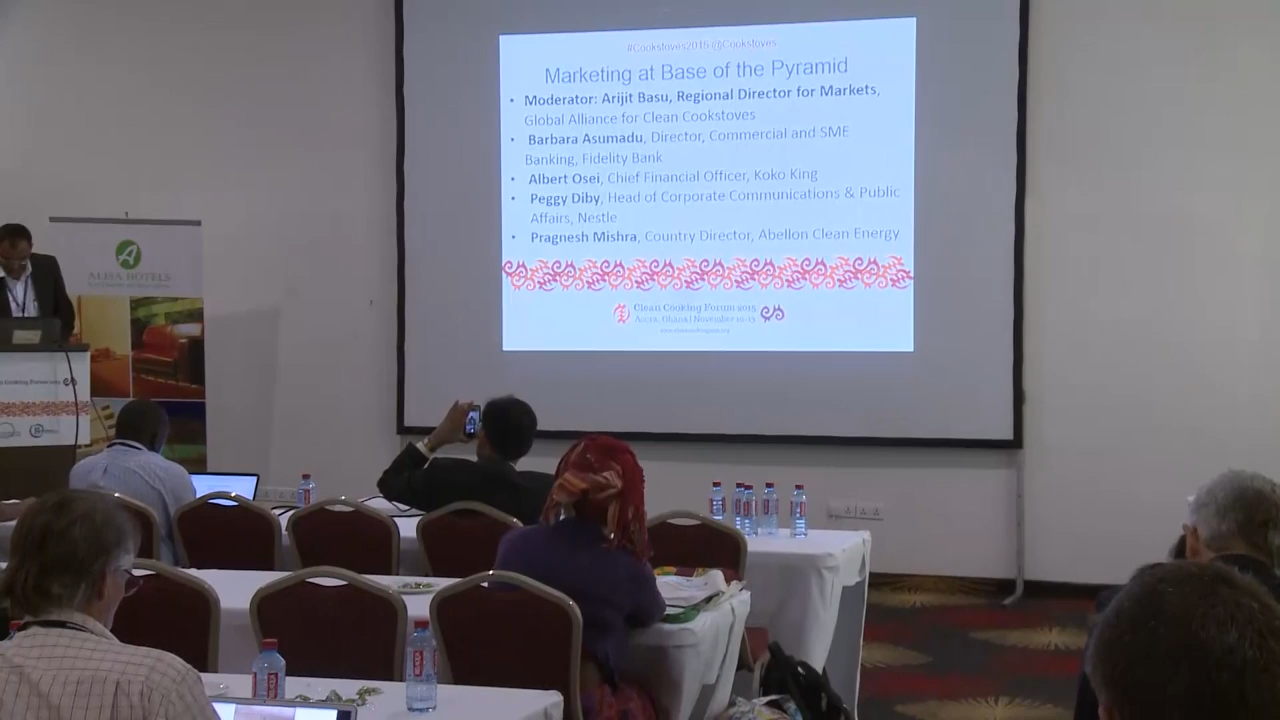 #Cookstoves2015 @Cookstoves
Marketing at Base of the Pyramid
• Moderator: Arijit Basu, Regional Director for Markets,
Global Alliance for Clean Cookstoves
• Barbara Asumadu, Director, Commercial and SME
Banking, Fidelity Bank
• Albert Osei, Chief Financial Officer, Koko King
• Peggy Diby, Head of Corporate Communications & Public
Affairs, Nestle
• Pragnesh Mishra, Country Director, Abellon Clean Energy
Clean Cooking Forum 2015
Accra, Ghana | November 10-13
A
ALISA HOTELS
Cooking Forum 2015